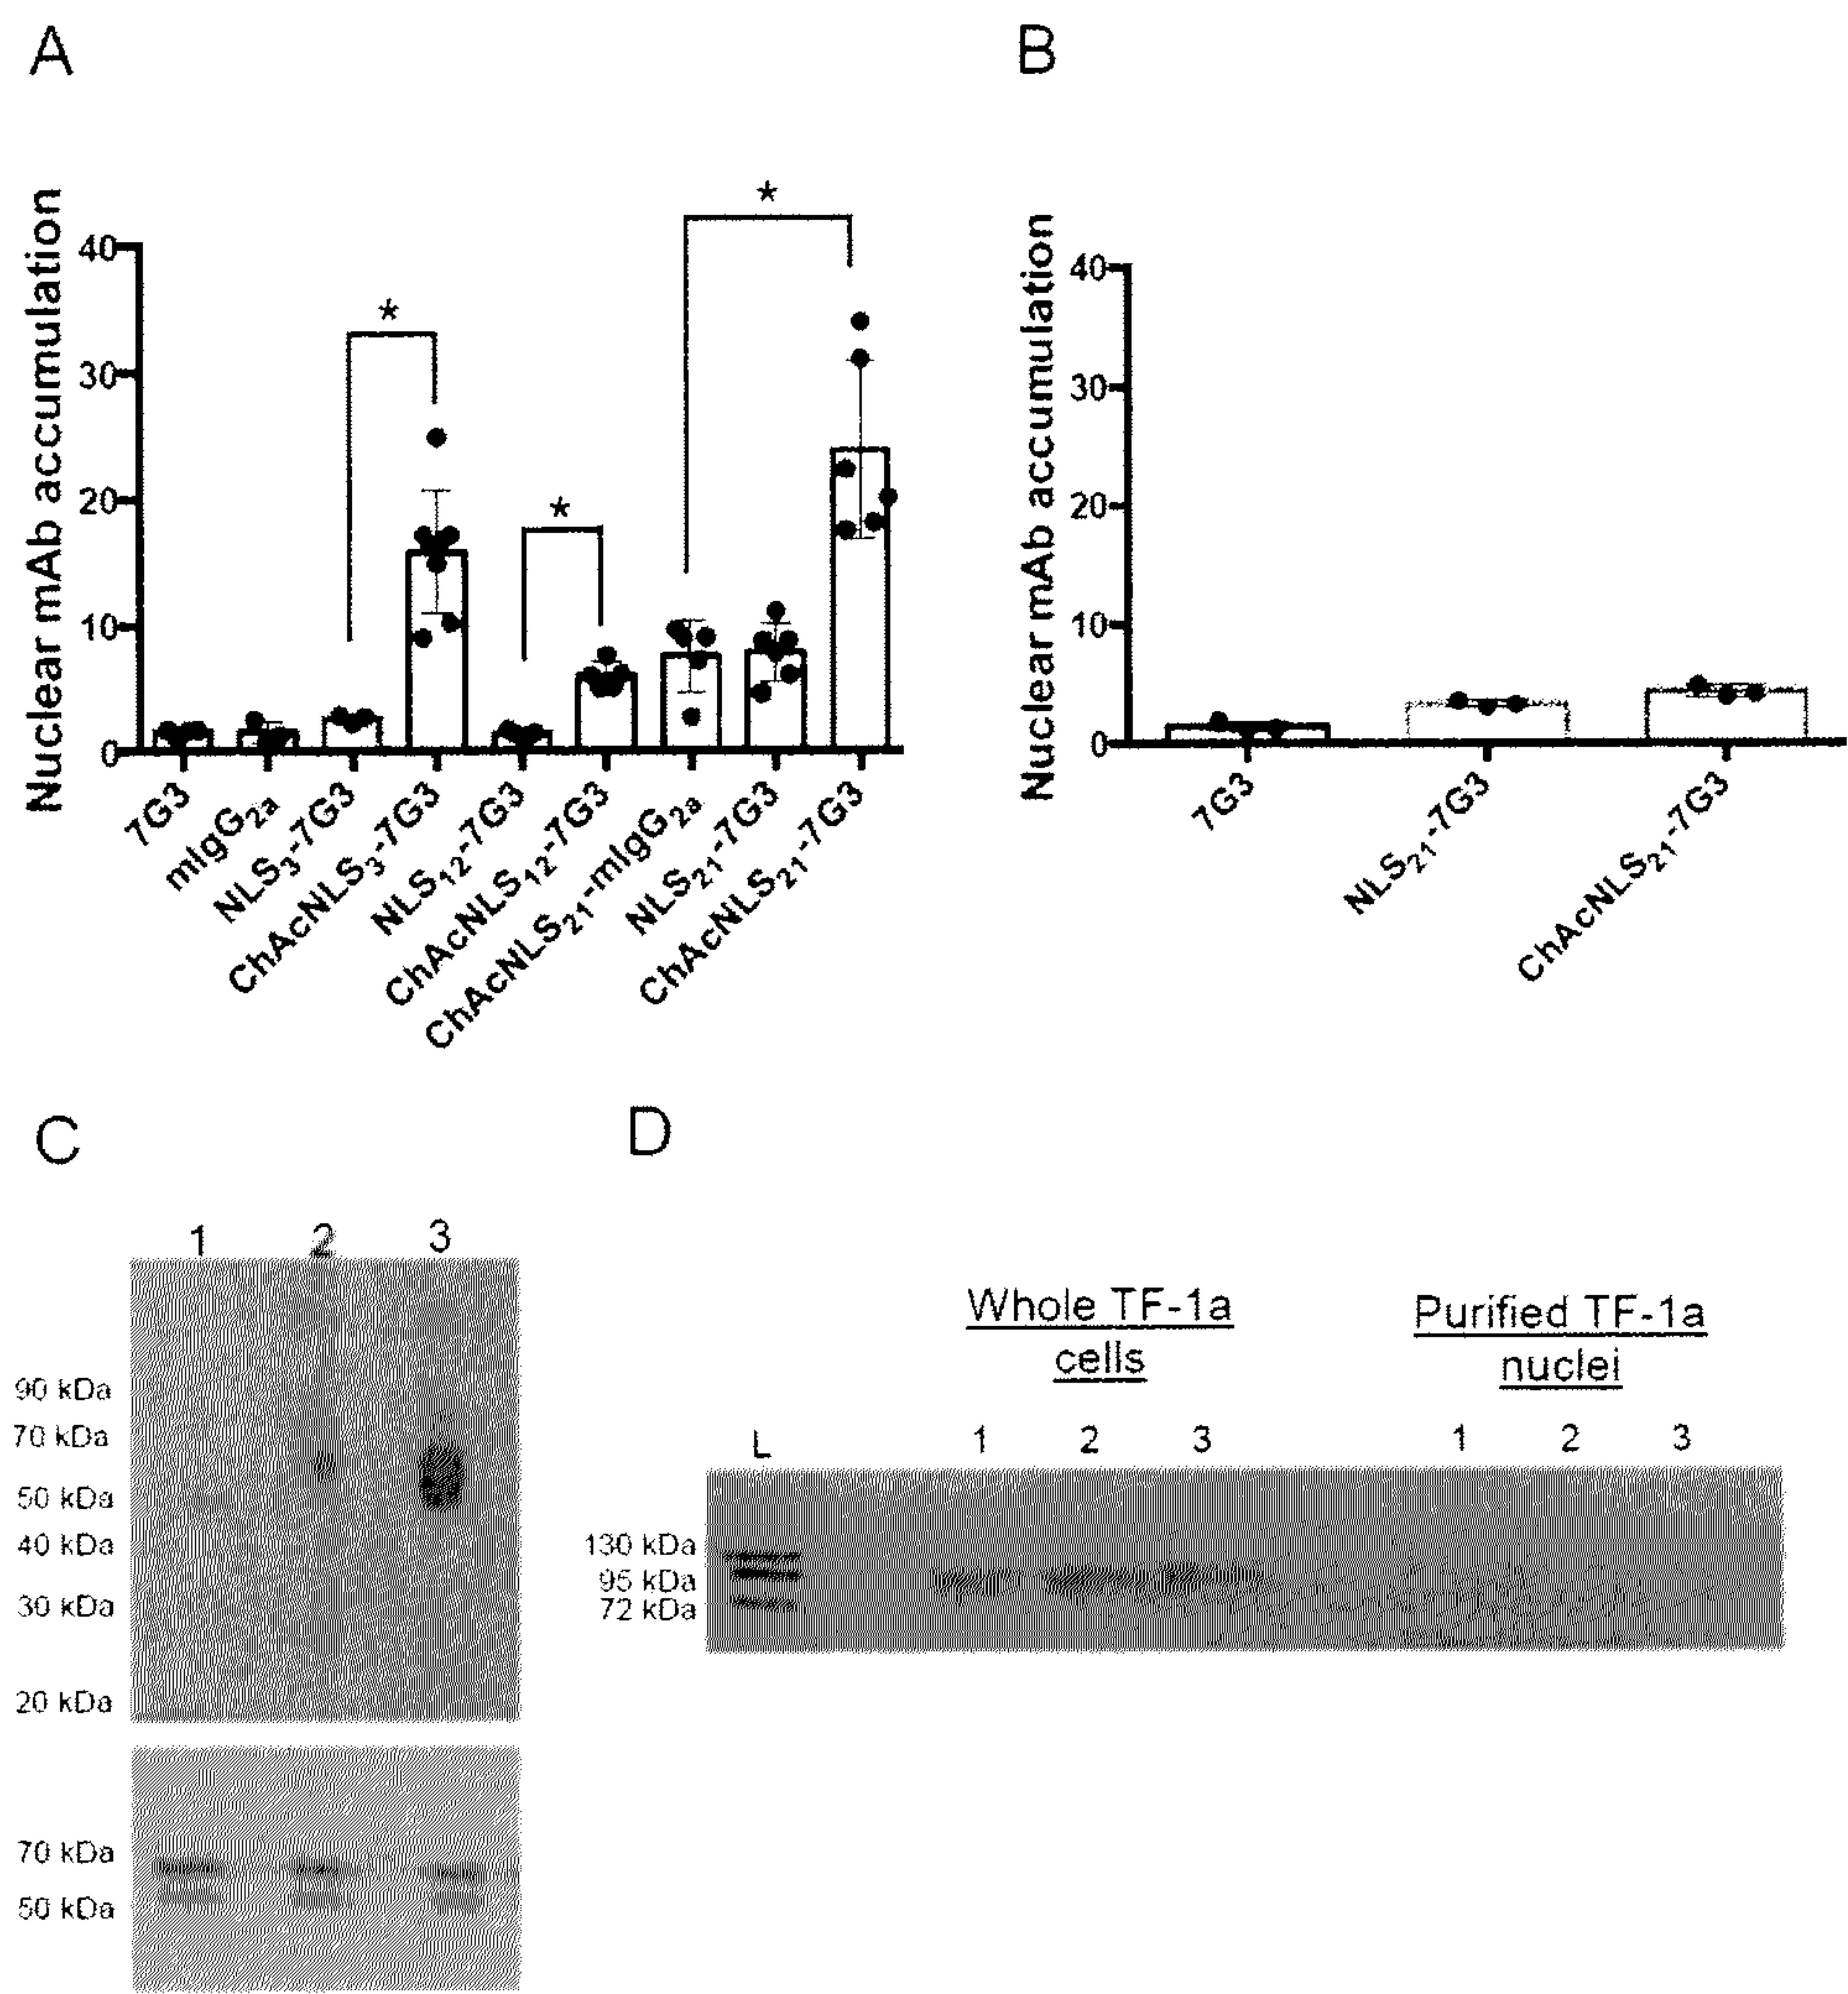 A
Nuclear mAb accumulation
40
30
20
10
0
*
*
*
7G3
mIgG2a
NLS3-7G3
ChAcNLS3-7G3
NLS12-7G3
ChAcNLS12-7G3
ChAcNLS21-mIgG2a
NLS21-7G3
ChAcNLS21-7G3
B
Nuclear mAb accumulation
40
30
20
10
0
7G3
NLS21-7G3
ChAcNLS21-7G3
C
1 2 3
90 kDa
70 kDa
50 kDa
40 kDa
30 kDa
20 kDa
70 kDa
50 kDa
D
Whole TF-1a
cells
Purified TF-1a
nuclei
L 1 2 3 1 2 3
130 kDa
95 kDa
72 kDa